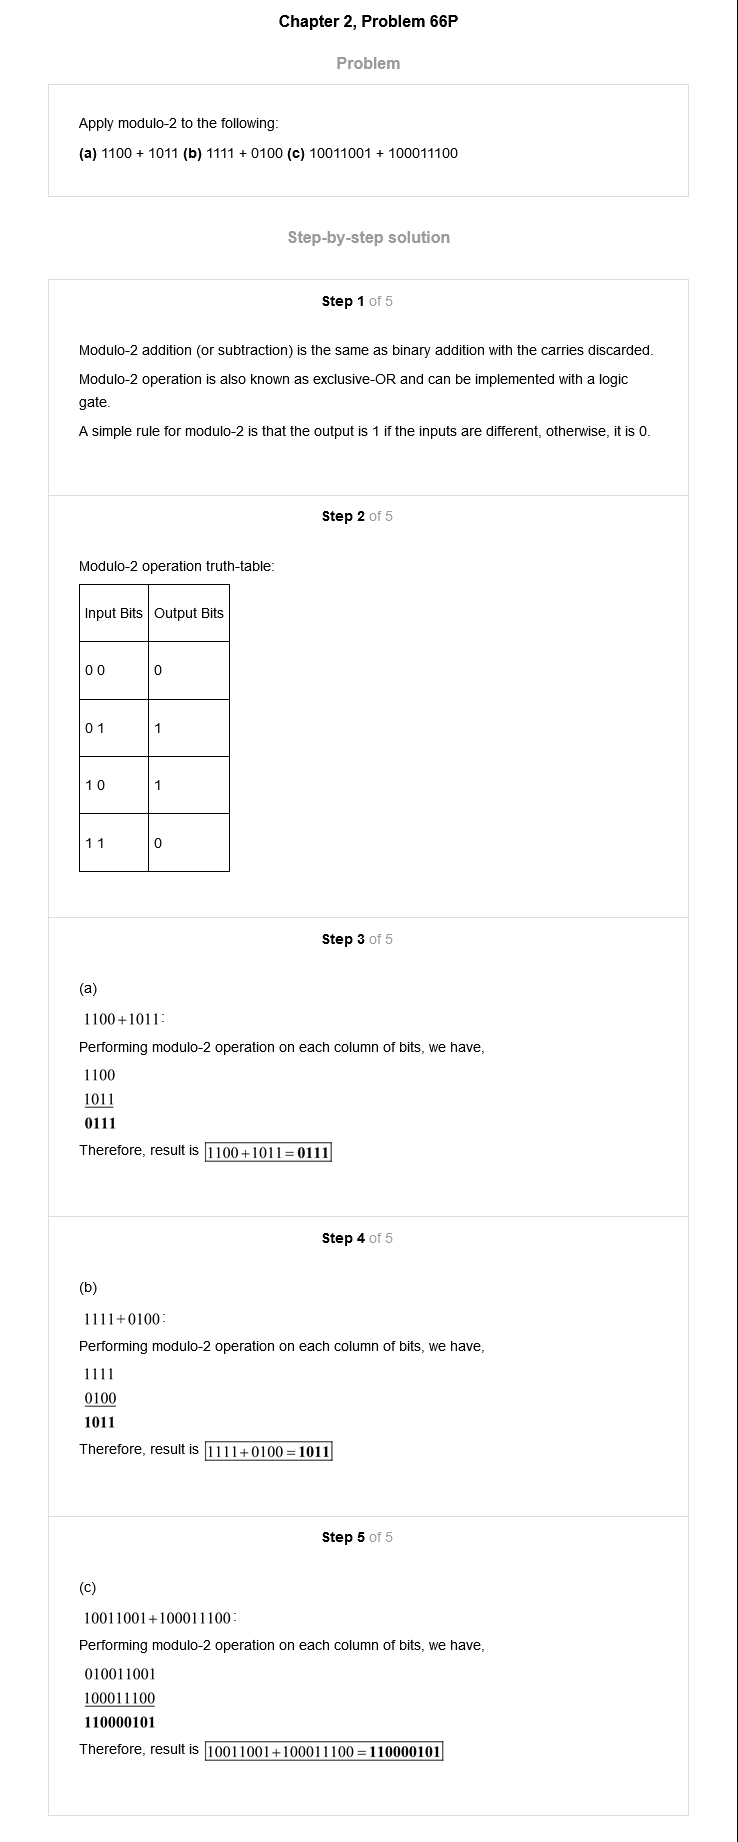 Chapter 2, Problem 66P
Problem
Apply modulo-2 to the following:
(a) 1100 + 1011 (b) 1111 + 0100 (c) 10011001 + 100011100
Step-by-step solution
Step 1 of 5
Modulo-2 addition (or subtraction) is the same as binary addition with the carries discarded.
Modulo-2 operation is also known as exclusive-OR and can be implemented with a logic
gate.
A simple rule for modulo-2 is that the output is 1 if the inputs are different, otherwise, it is 0.
Step 2 of 5
Modulo-2 operation truth-table:
Input Bits Output Bits
0 0 0
0 1 1
1 0 1
1 1 0
Step 3 of 5
(a)
1100+1011:
Performing modulo-2 operation on each column of bits, we have,
1100
1011
0111
Therefore, result is 1100+1011=0111
Step 4 of 5
(b)
1111+0100:
Performing modulo-2 operation on each column of bits, we have,
1111
0100
1011
Therefore, result is 1111+0100=1011
Step 5 of 5
(c)
10011001+100011100:
Performing modulo-2 operation on each column of bits, we have,
010011001
100011100
110000101
Therefore, result is 10011001+100011100=110000101